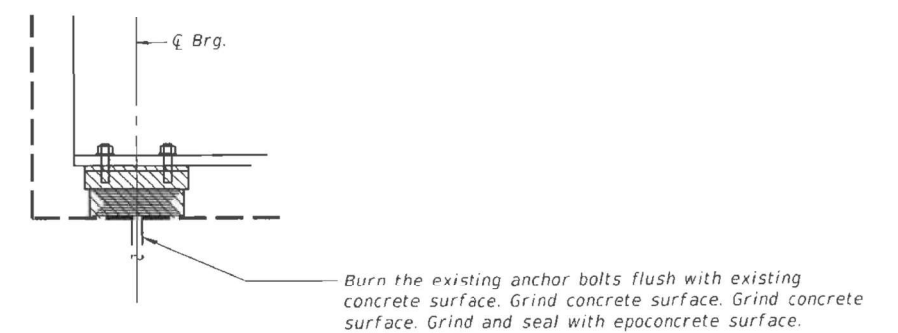 ℄ Brg.
Burn the existing anchor bolts flush with existing
concrete surface. Grind concrete surface. Grind concrete
surface. Grind and seal with epoconcrete surface.